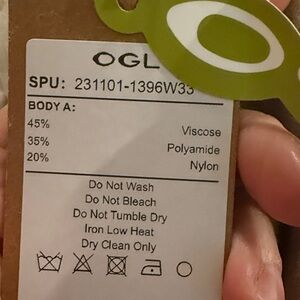 OGL
SPU: 231101-1396W33
BODY A:
45% Viscose
35% Polyamide
20% Nylon
Do Not Wash
Do Not Bleach
Do Not Tumble Dry
Iron Low Heat
Dry Clean Only